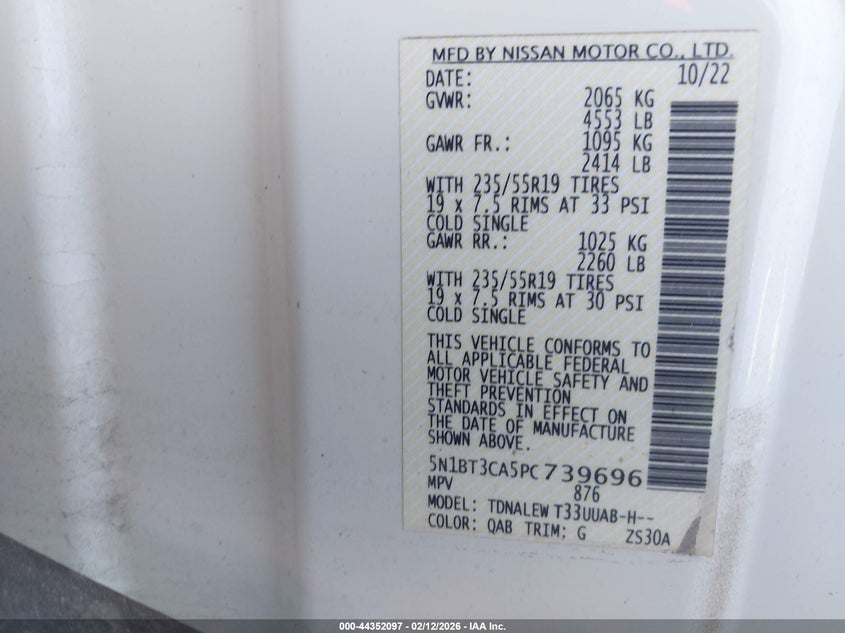 MFD BY NISSAN MOTOR CO., LTD.
DATE: 10/22
GVWR: 2065 KG
4553 LB
GAWR FR.: 1095 KG
2414 LB
WITH 235/55R19 TIRES
19 x 7.5 RIMS AT 33 PSI
COLD SINGLE
GAWR RR.: 1025 KG
2260 LB
WITH 235/55R19 TIRES
19 x 7.5 RIMS AT 30 PSI
COLD SINGLE
THIS VEHICLE CONFORMS TO
ALL APPLICABLE FEDERAL
MOTOR VEHICLE SAFETY AND
THEFT PREVENTION
STANDARDS IN EFFECT ON
THE DATE OF MANUFACTURE
SHOWN ABOVE.
5N1BT3CA5PC739696
MPV 876
MODEL: TDNALEW T33UUAB-H--
COLOR: QAB TRIM: G ZS30A
000-44352097 - 02/12/2026 - IAA Inc.